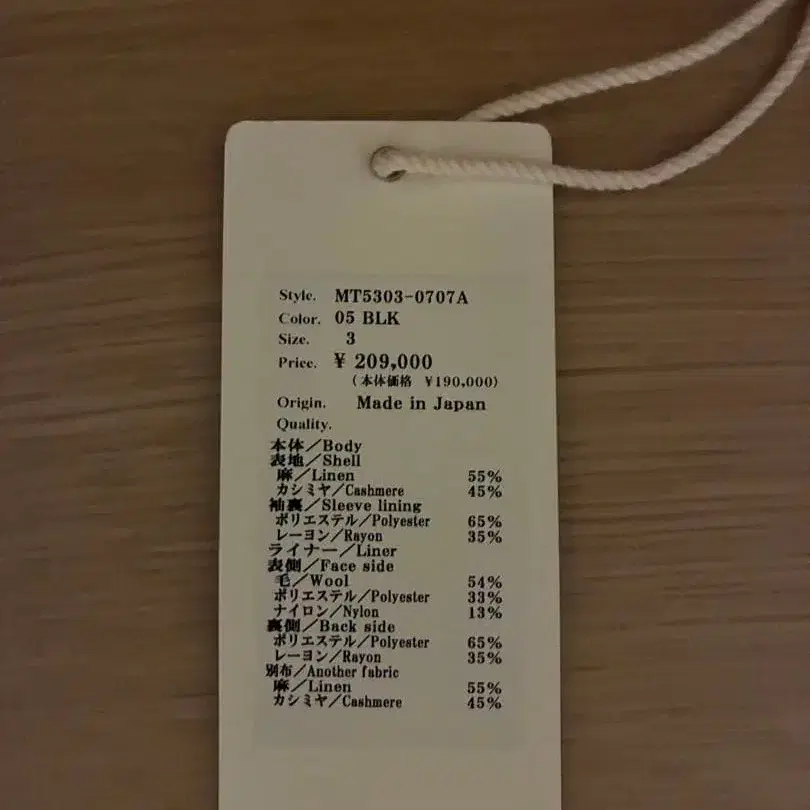 Style. MT5303-0707A
Color. 05 BLK
Size. 3
Price. ¥ 209,000
(本体価格 ¥190,000)
Origin. Made in Japan
Quality.
本体/Body
表地/Shell
麻/Linen 55%
カシミヤ/Cashmere 45%
袖裏/Sleeve lining
ポリエステル/Polyester 65%
レーヨン/Rayon 35%
ライナー/Liner
表側/Face side
毛/Wool 54%
ポリエステル/Polyester 33%
ナイロン/Nylon 13%
裏側/Back side
ポリエステル/Polyester 65%
レーヨン/Rayon 35%
別布/Another fabric
麻/Linen 55%
カシミヤ/Cashmere 45%